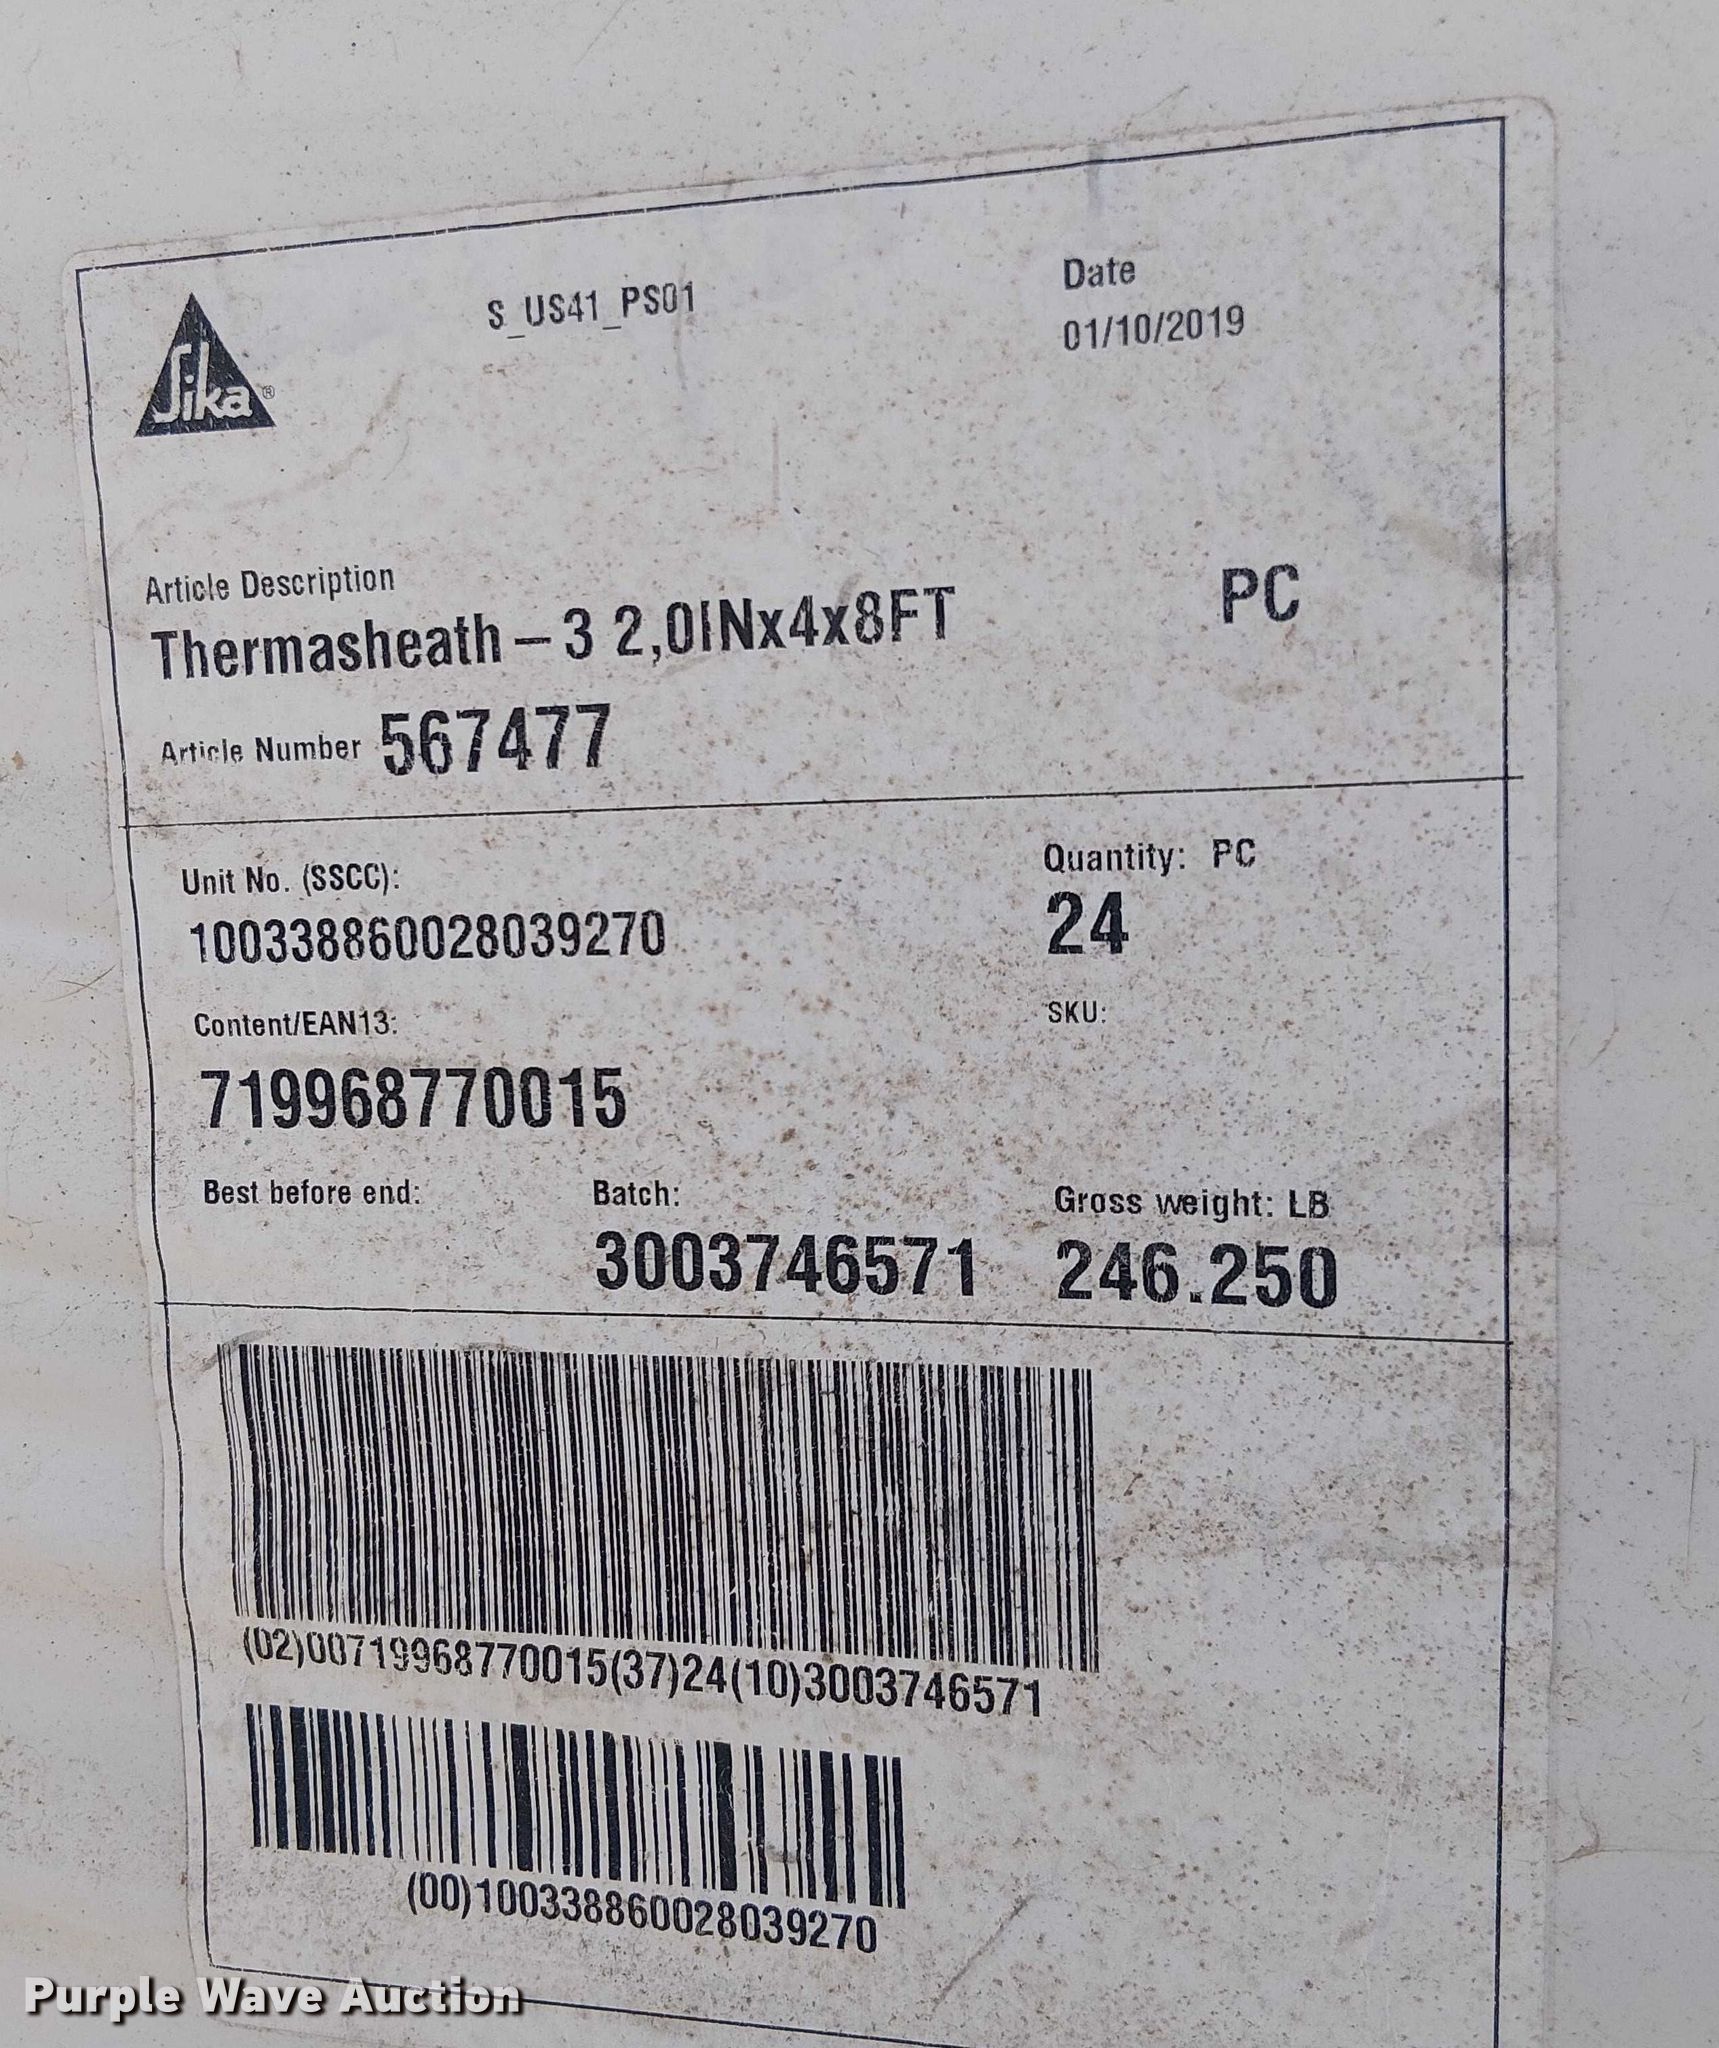 S_US41_PS01
Date
01/10/2019
Sika®
Article Description
Thermasheath-3 2,0INx4x8FT PC
Article Number 567477
Unit No. (SSCC):
100338860028039270
Quantity: PC
24
Content/EAN13:
719968770015
SKU:
Best before end:
Batch:
3003746571
Gross weight: LB
246.250
(02)00719968770015(37)24(10)3003746571
(00)100338860028039270
Purple Wave Auction